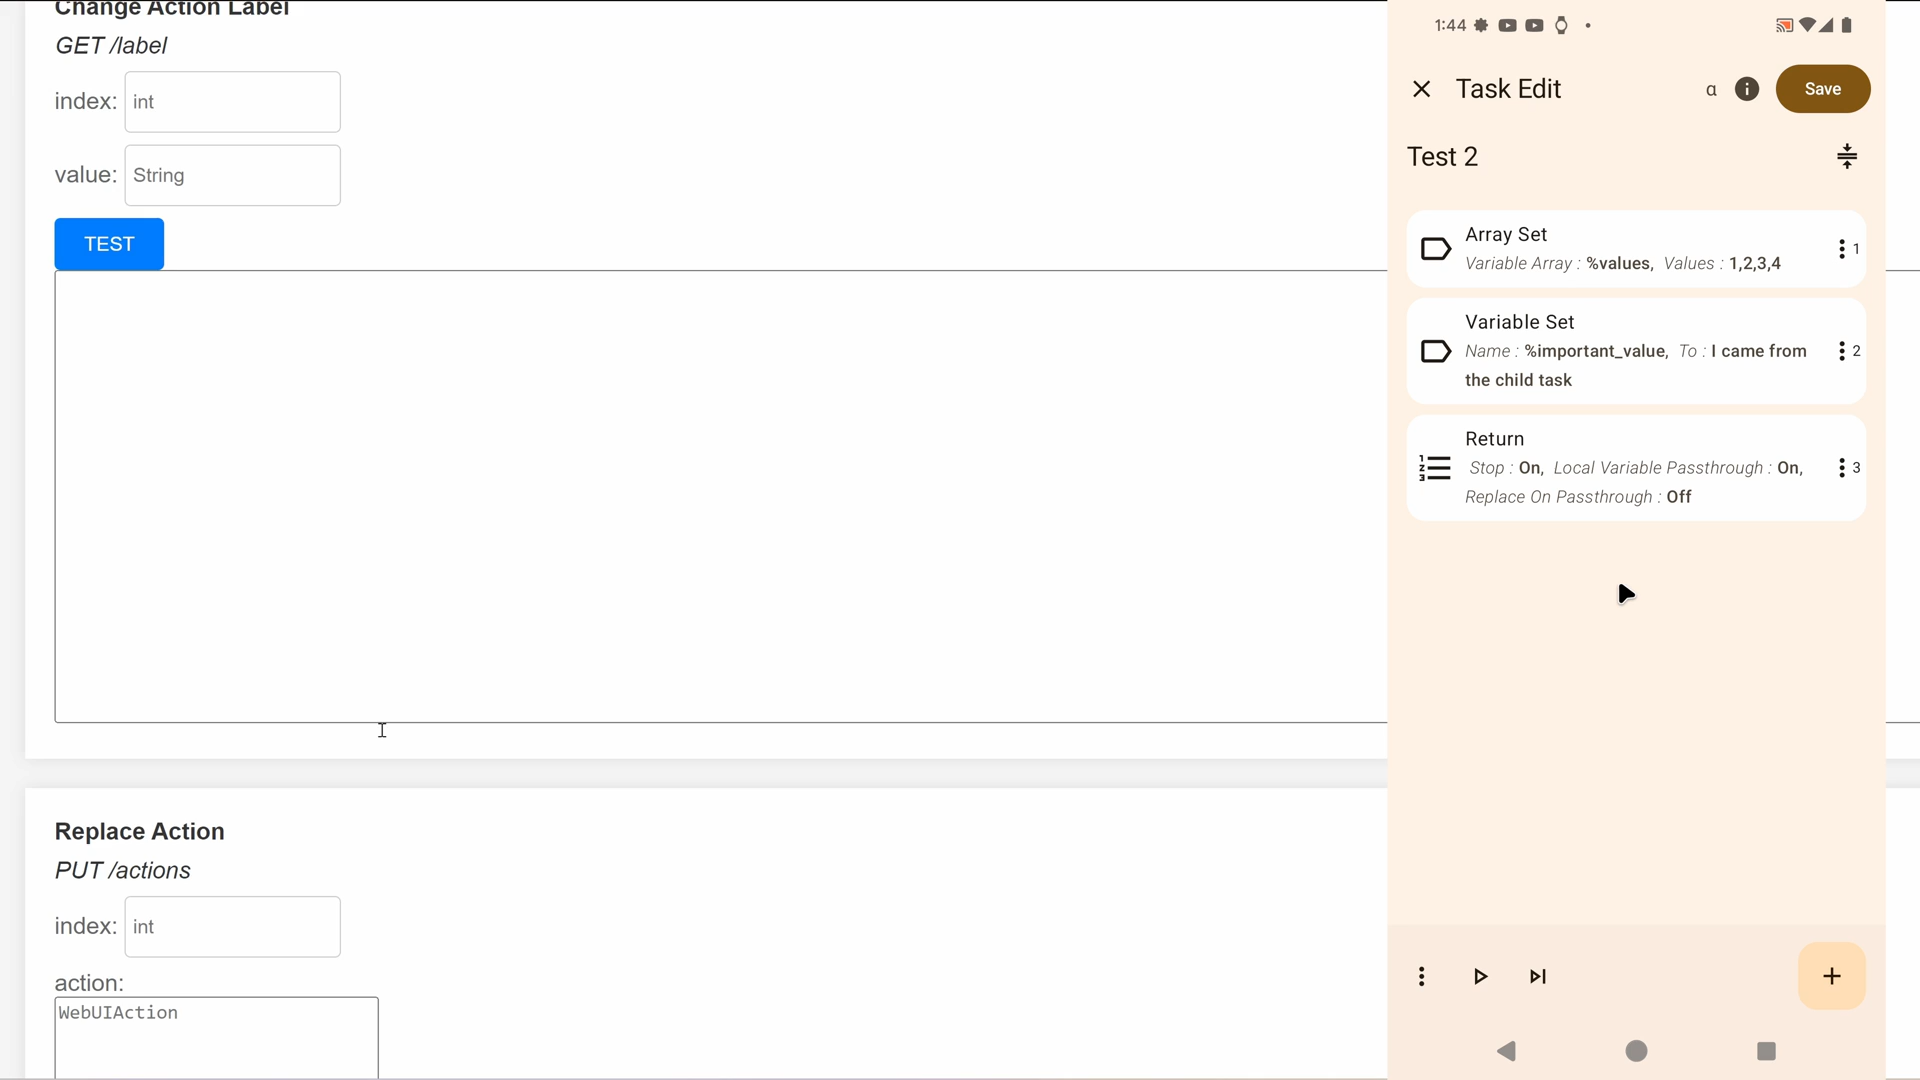 Change Action Label
GET /label
index: int
value: String
TEST
Replace Action
PUT /actions
index: int
action:
WebUIAction
1:44
Task Edit
α
Save
Test 2
Array Set
Variable Array : %values, Values : 1,2,3,4
1
Variable Set
Name : %important_value, To : I came from
the child task
2
Return
Stop : On, Local Variable Passthrough : On,
Replace On Passthrough : Off
3